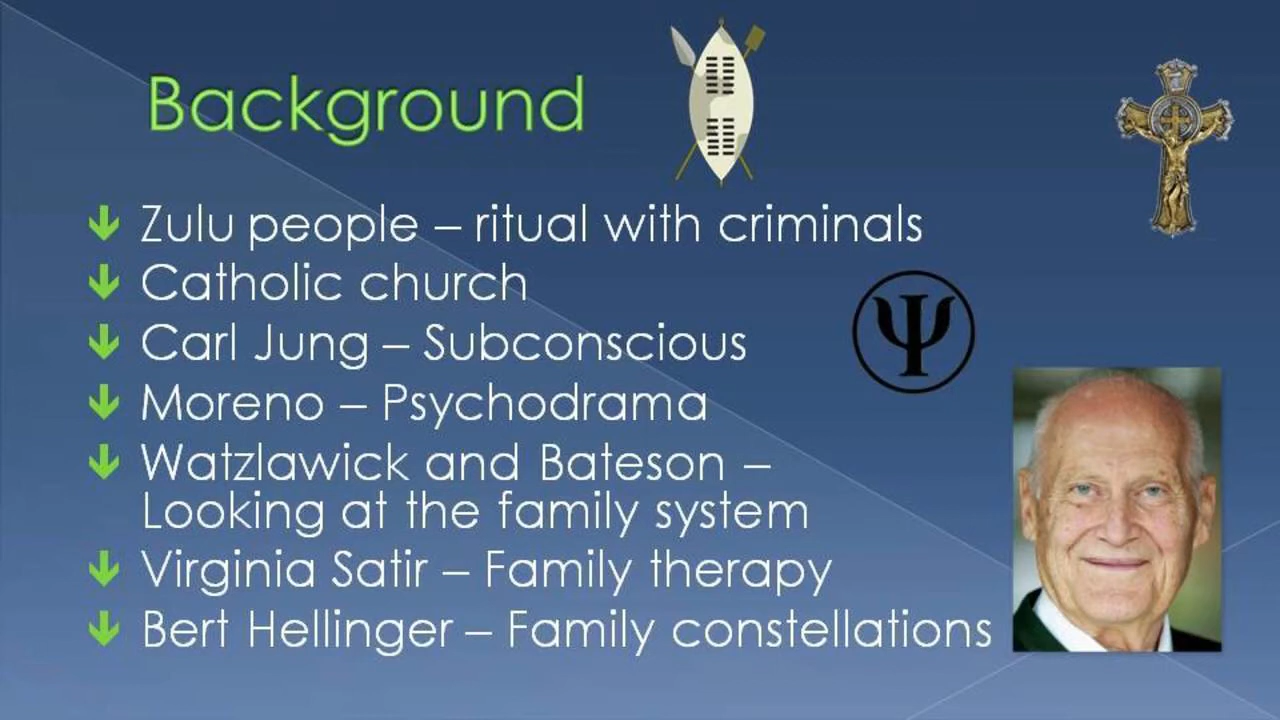 Background
Zulu people – ritual with criminals
Catholic church
Carl Jung – Subconscious
Moreno – Psychodrama
Watzlawick and Bateson –
Looking at the family system
Virginia Satir – Family therapy
Bert Hellinger – Family constellations